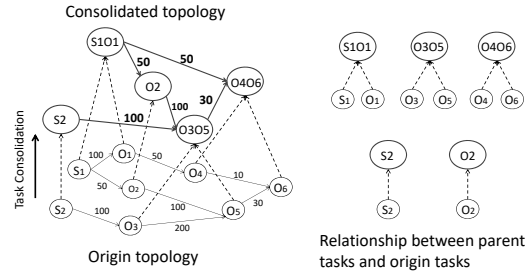 Consolidated topology
S1O1
50
50
O2
O4O6
S2
100
100
30
O3O5
Task Consolidation
S1
100
O1
50
O4
10
O6
50
O2
100
O5
30
S2
100
O3
200
Origin topology
S1O1
O3O5
O4O6
S1
O1
O3
O5
O4
O6
S2
O2
S2
O2
Relationship between parent
tasks and origin tasks